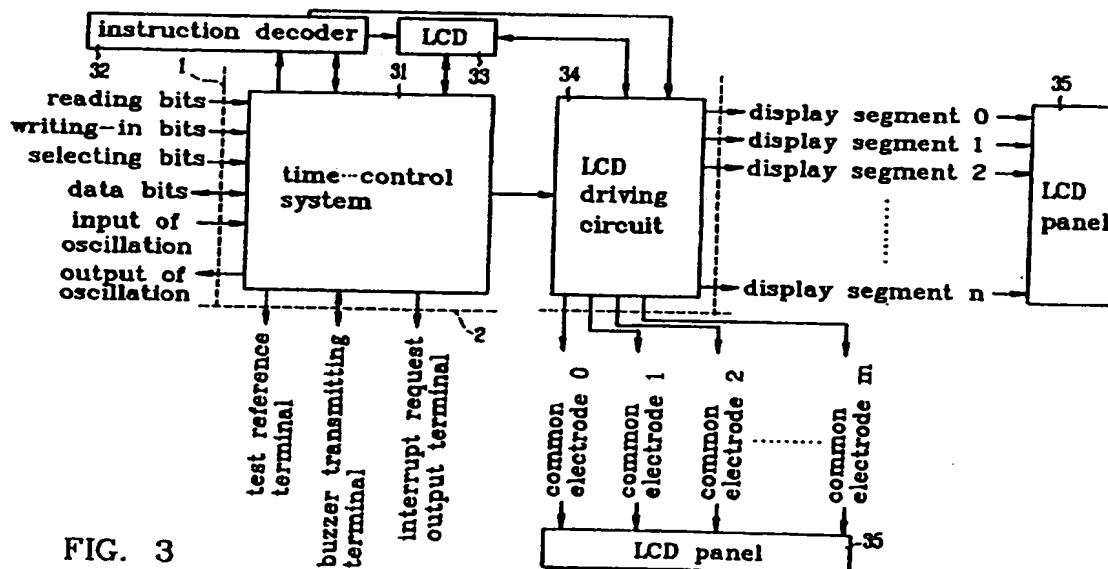 instruction decoder
LCD
32
33
1
31
34
35
reading bits
writing-in bits
selecting bits
data bits
input of
oscillation
output of
oscillation
time-control
system
LCD
driving
circuit
display segment 0
display segment 1
display segment 2
display segment n
LCD
panel
2
test reference
terminal
buzzer transmitting
terminal
interrupt request
output terminal
common
electrode 0
common
electrode 1
common
electrode 2
common
electrode m
LCD panel
35
FIG. 3